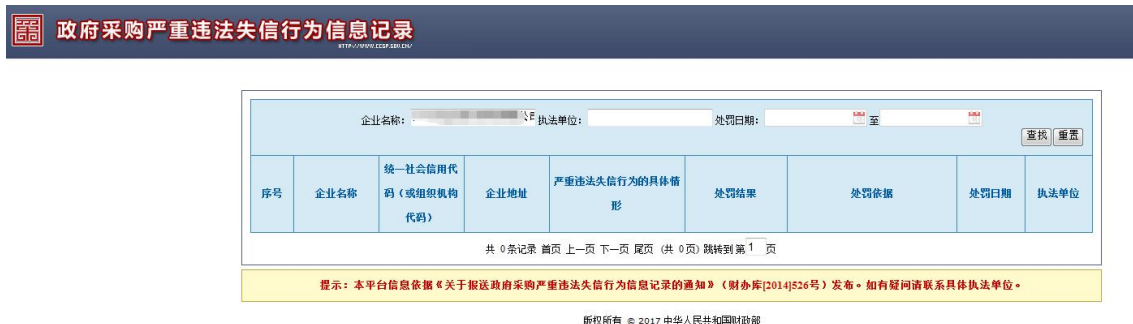 政府采购严重违法失信行为信息记录
HTTP://WWW.CCGP.GOV.CN/
企业名称： 公司 执法单位： 处罚日期： 至
查找 重置
序号 企业名称 统一社会信用代码（或组织机构代码） 企业地址 严重违法失信行为的具体情形 处罚结果 处罚依据 处罚日期 执法单位
共 0条记录 首页 上一页 下一页 尾页 (共 0页) 跳转到第 1 页
提示：本平台信息依据《关于报送政府采购严重违法失信行为信息记录的通知》（财办库[2014]526号）发布。如有疑问请联系具体执法单位。
版权所有 © 2017 中华人民共和国财政部